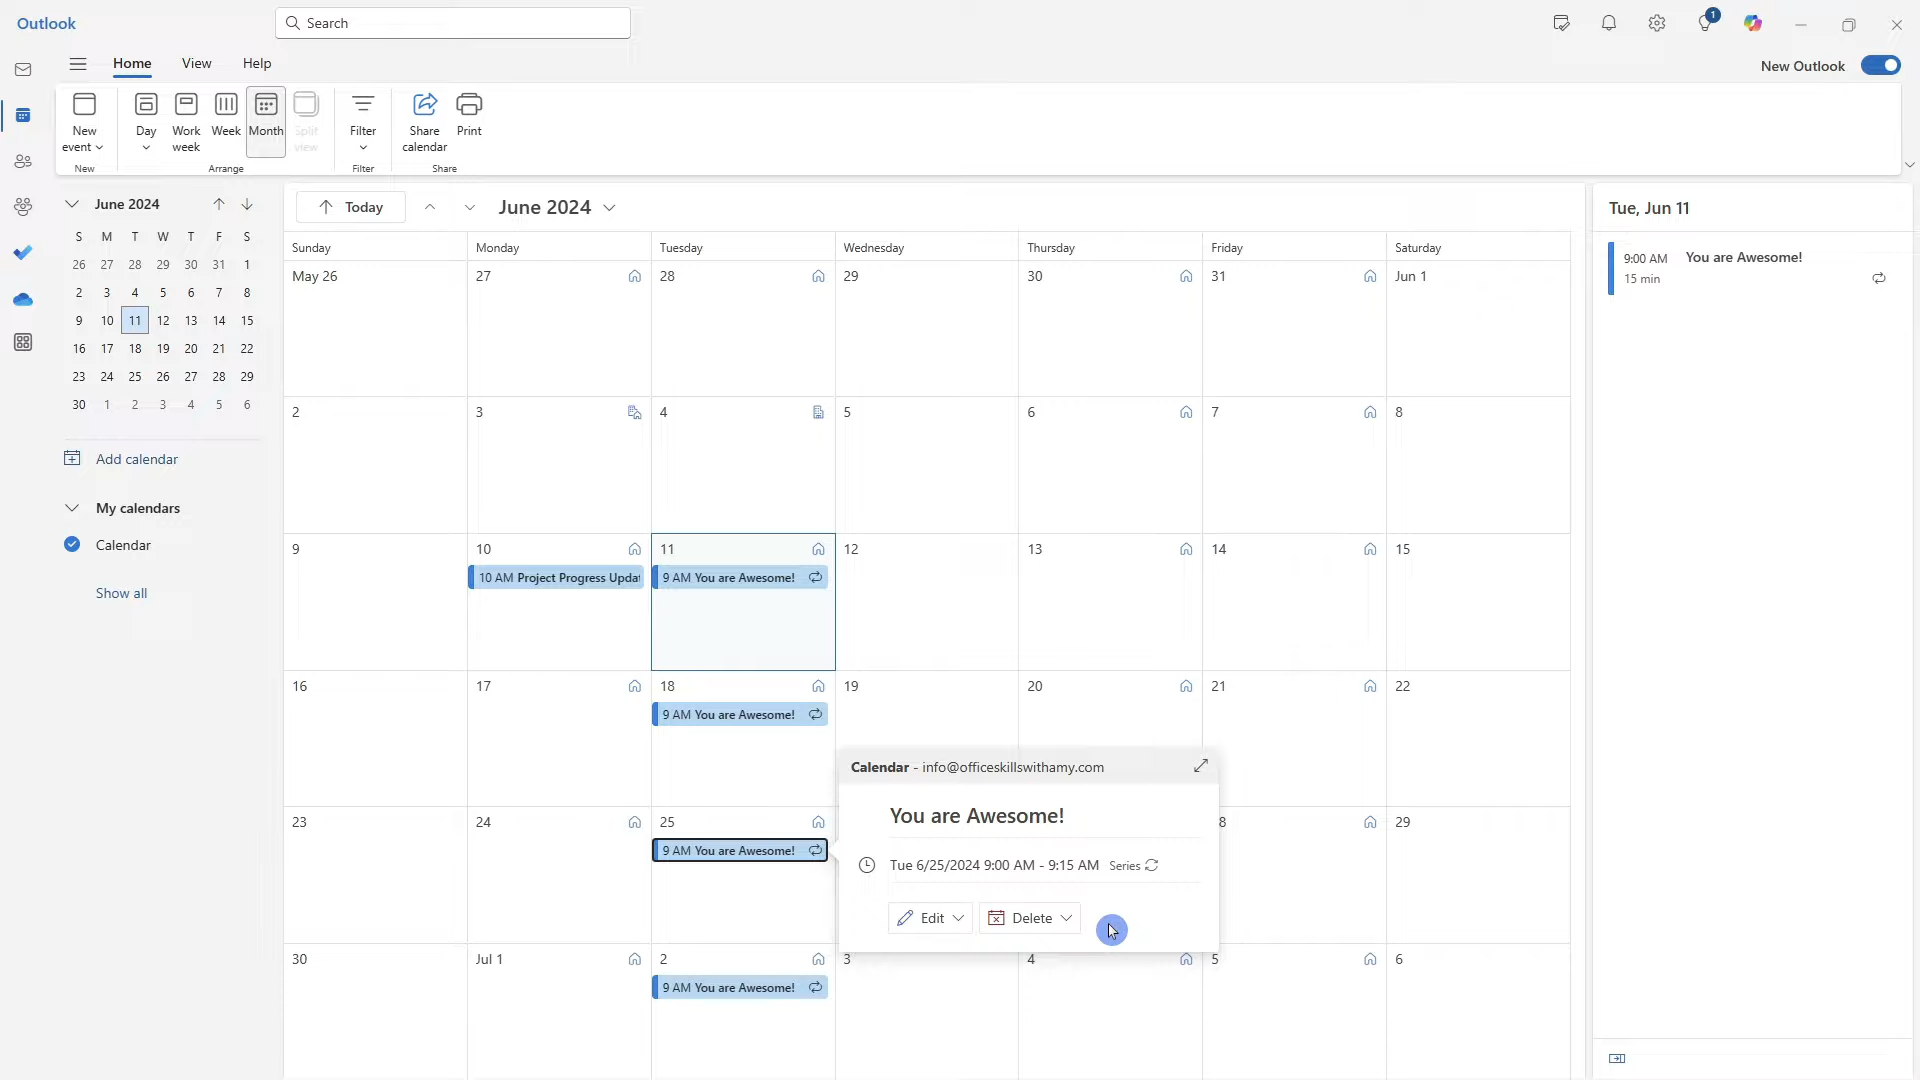 Outlook
Search
1
Home View Help
New Outlook
New event
Day
Work week
Week
Month
Split view
Filter
Share calendar
Print
New
Arrange
Filter
Share
June 2024
S M T W T F S
26 27 28 29 30 31 1
2 3 4 5 6 7 8
9 10 11 12 13 14 15
16 17 18 19 20 21 22
23 24 25 26 27 28 29
30 1 2 3 4 5 6
Add calendar
My calendars
Calendar
Show all
Today
June 2024
Sunday Monday Tuesday Wednesday Thursday Friday Saturday
May 26 27 28 29 30 31 Jun 1
2 3 4 5 6 7 8
9 10 11 12 13 14 15
10 AM Project Progress Updat
9 AM You are Awesome!
16 17 18 19 20 21 22
9 AM You are Awesome!
23 24 25 8 29
9 AM You are Awesome!
30 Jul 1 2 3 4 5 6
9 AM You are Awesome!
Calendar - info@officeskillswithamy.com
You are Awesome!
Tue 6/25/2024 9:00 AM - 9:15 AM Series
Edit
Delete
Tue, Jun 11
9:00 AM You are Awesome!
15 min